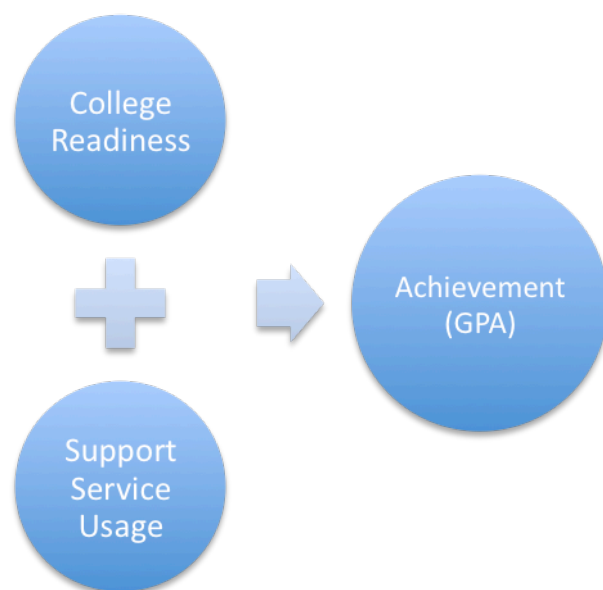 College
Readiness
Support
Service
Usage
Achievement
(GPA)